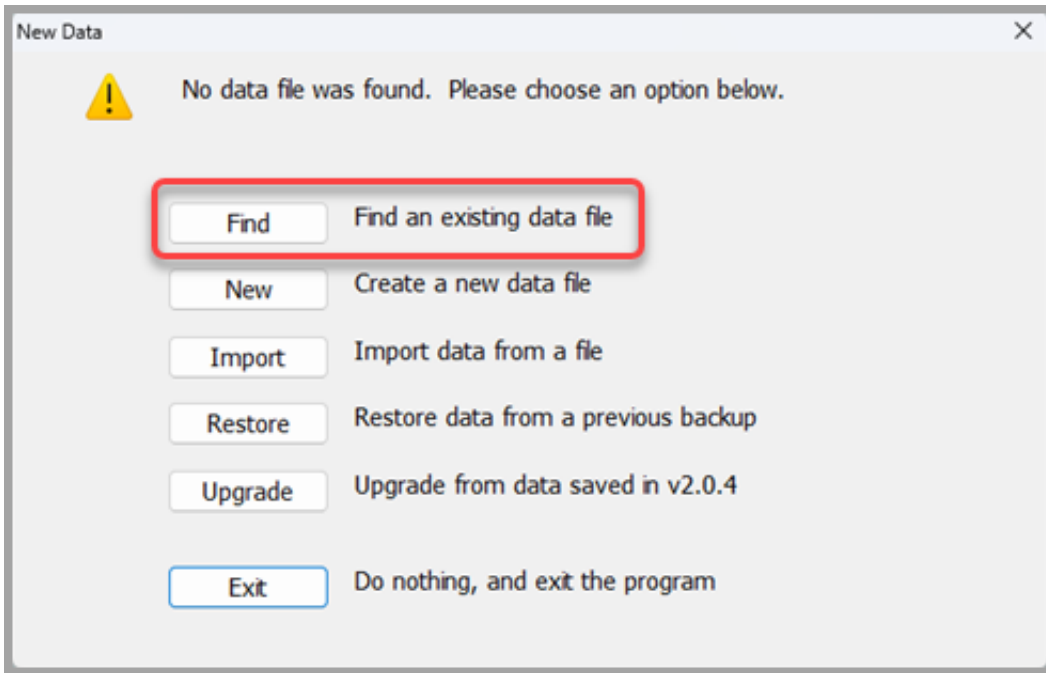 New Data
No data file was found.  Please choose an option below.
Find Find an existing data file
New Create a new data file
Import Import data from a file
Restore Restore data from a previous backup
Upgrade Upgrade from data saved in v2.0.4
Exit Do nothing, and exit the program